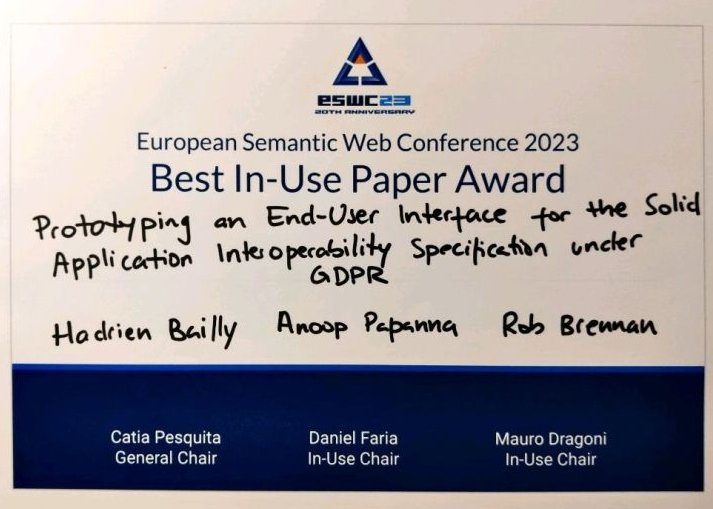 ESWC23
20TH ANNIVERSARY
European Semantic Web Conference 2023
Best In-Use Paper Award
Prototyping an End-User Interface for the Solid
Application Interoperability Specification under
GDPR
Hadrien Bailly Anoop Papanna Rob Brennan
Catia Pesquita Daniel Faria Mauro Dragoni
General Chair In-Use Chair In-Use Chair